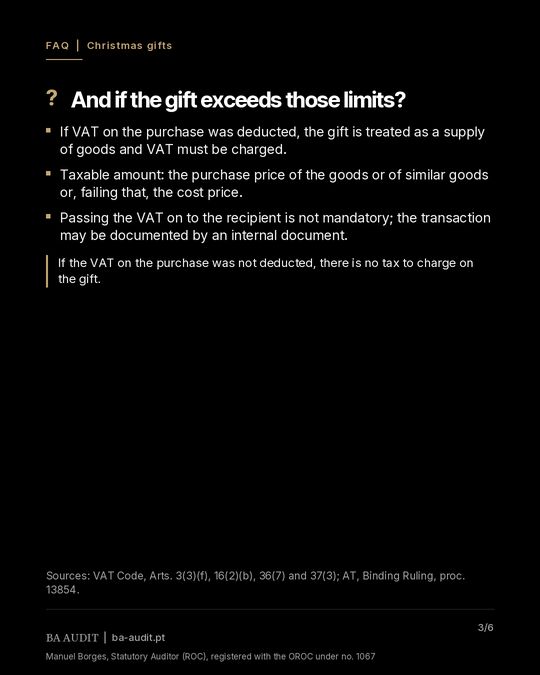 FAQ | Christmas gifts
? And if the gift exceeds those limits?
If VAT on the purchase was deducted, the gift is treated as a supply
of goods and VAT must be charged.
Taxable amount: the purchase price of the goods or of similar goods
or, failing that, the cost price.
Passing the VAT on to the recipient is not mandatory; the transaction
may be documented by an internal document.
If the VAT on the purchase was not deducted, there is no tax to charge on
the gift.
Sources: VAT Code, Arts. 3(3)(f), 16(2)(b), 36(7) and 37(3); AT, Binding Ruling, proc.
13854.
3/6
BA AUDIT | ba-audit.pt
Manuel Borges, Statutory Auditor (ROC), registered with the OROC under no. 1067